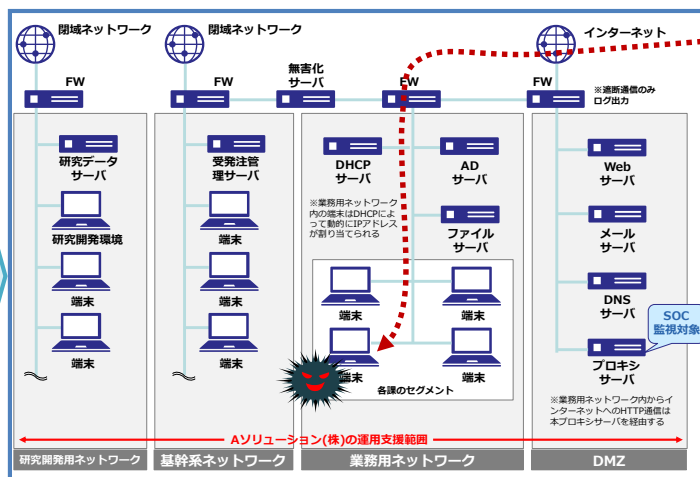 閉域ネットワーク
閉域ネットワーク
インターネット
FW
FW
無害化
サーバ
FW
FW
※遮断通信のみ
ログ出力
研究データ
サーバ
研究開発環境
端末
端末
受発注管
理サーバ
端末
端末
端末
DHCP
サーバ
AD
サーバ
※業務用ネットワーク
内の端末はDHCPによ
って動的にIPアドレス
が割り当てられる
ファイル
サーバ
端末
端末
端末
端末
各課のセグメント
Web
サーバ
メール
サーバ
DNS
サーバ
SOC
監視対象
プロキシ
サーバ
※業務用ネットワーク内からイ
ンターネットへのHTTP通信は
本プロキシサーバを経由する
Aソリューション(株)の運用支援範囲
研究開発用ネットワーク
基幹系ネットワーク
業務用ネットワーク
DMZ